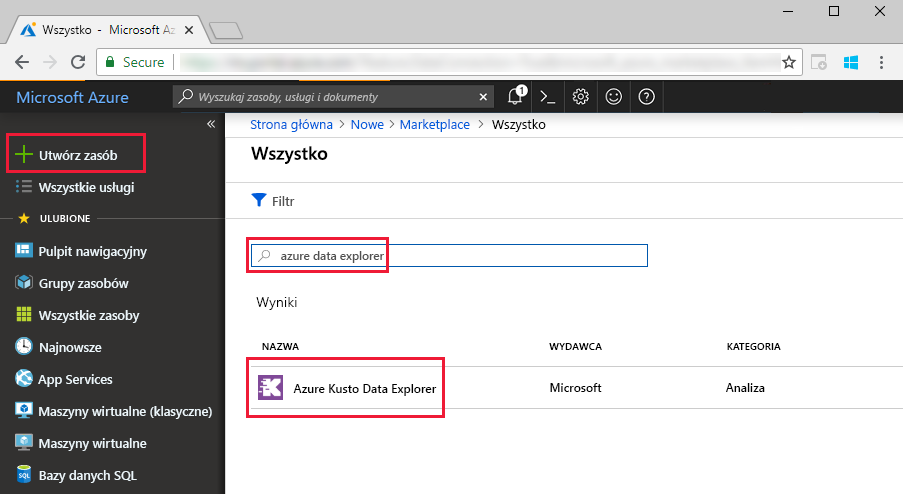 Wszystko - Microsoft Az
Secure
Microsoft Azure
Wyszukaj zasoby, usługi i dokumenty
1
Strona główna > Nowe > Marketplace > Wszystko
Utwórz zasób
Wszystkie usługi
ULUBIONE
Pulpit nawigacyjny
Grupy zasobów
Wszystkie zasoby
Najnowsze
App Services
Maszyny wirtualne (klasyczne)
Maszyny wirtualne
Bazy danych SQL
Wszystko
Filtr
azure data explorer
Wyniki
NAZWA WYDAWCA KATEGORIA
Azure Kusto Data Explorer Microsoft Analiza